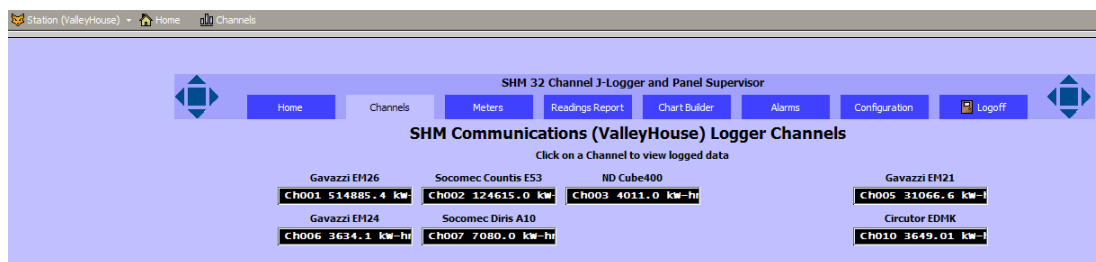 Station (ValleyHouse) Home Channels
SHM 32 Channel J-Logger and Panel Supervisor
Home Channels Meters Readings Report Chart Builder Alarms Configuration Logoff
SHM Communications (ValleyHouse) Logger Channels
Click on a Channel to view logged data
Gavazzi EM26 Socomec Countis E53 ND Cube400 Gavazzi EM21
Ch001 514885.4 kW- Ch002 124615.0 kW- Ch003 4011.0 kW-hr Ch005 31066.6 kW-h
Gavazzi EM24 Socomec Diris A10 Circutor EDMK
Ch006 3634.1 kW-hr Ch007 7080.0 kW-hr Ch010 3649.01 kW-h